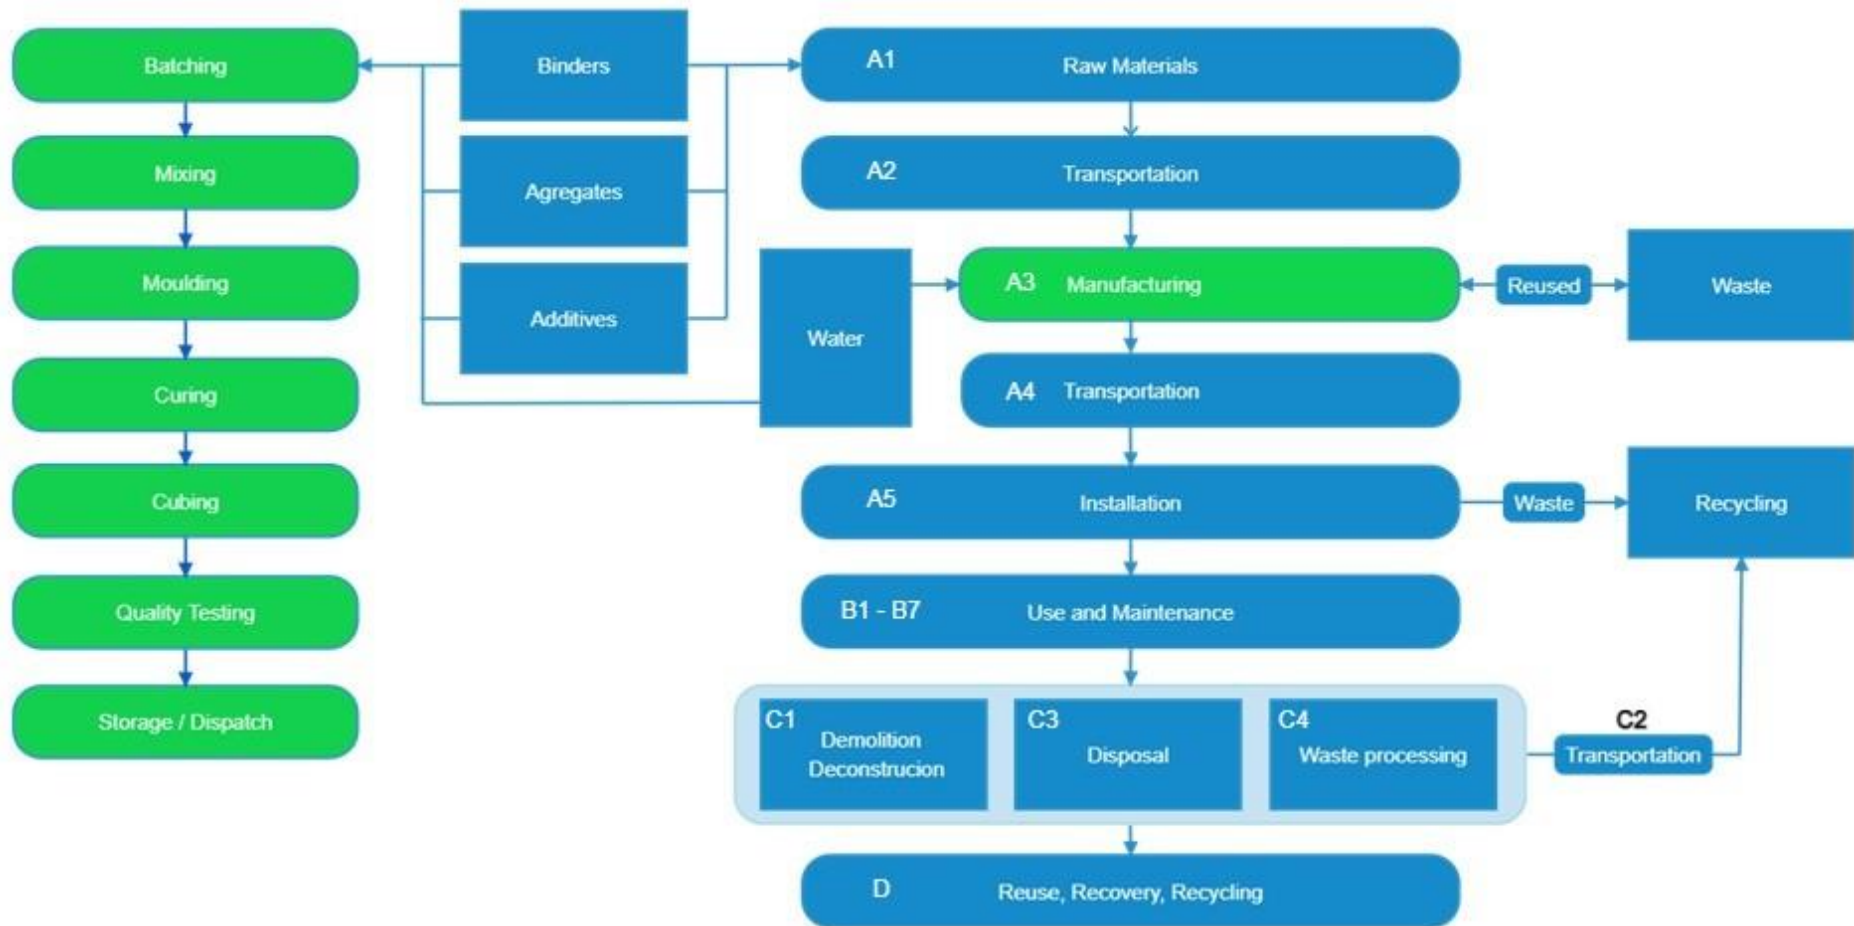 Batching
Mixing
Moulding
Curing
Cubing
Quality Testing
Storage / Dispatch
Binders
Agregates
Additives
Water
A1 Raw Materials
A2 Transportation
A3 Manufacturing
Reused
Waste
A4 Transportation
A5 Installation
Waste
Recycling
B1 - B7 Use and Maintenance
C1
Demolition
Deconstrucion
C3
Disposal
C4
Waste processing
C2
Transportation
D Reuse, Recovery, Recycling